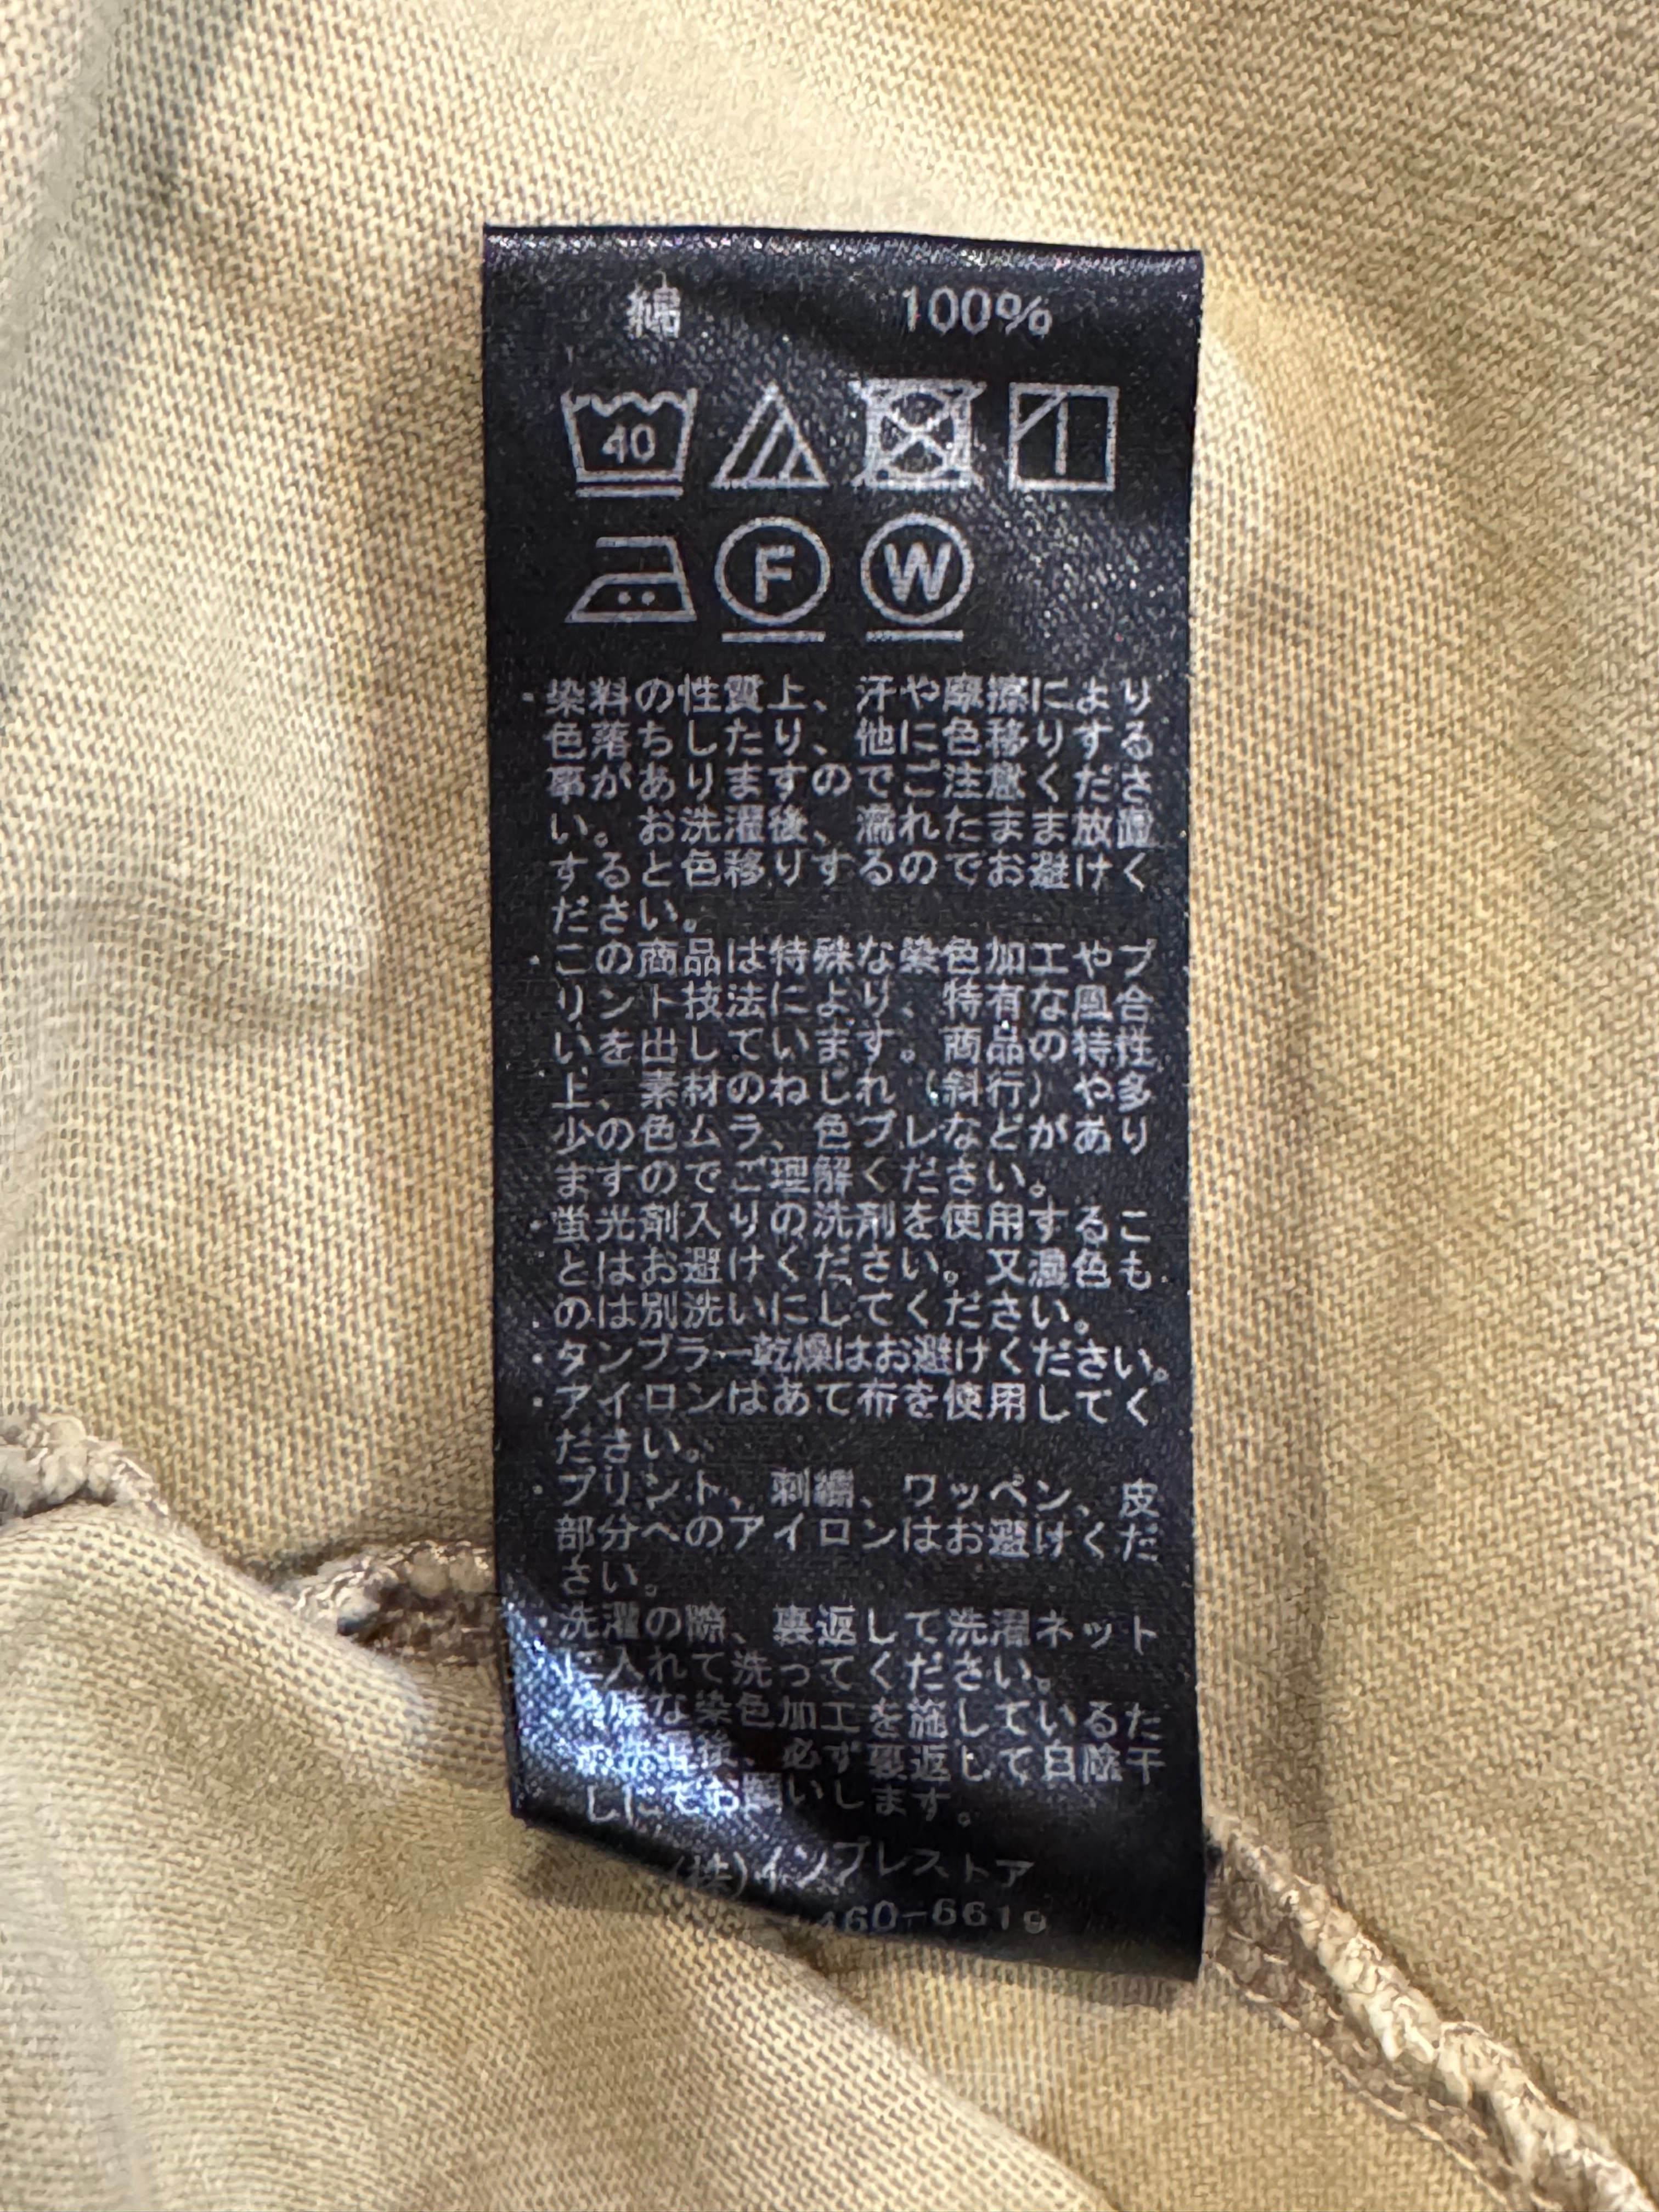 綿 100%
40
F W
・染料の性質上、汗や摩擦により
色落ちしたり、他に色移りする
事がありますのでご注意くださ
い。お洗濯後、濡れたまま放置
すると色移りするのでお避けく
ださい。
・この商品は特殊な染色加工やプ
リント技法により、特有な風合
いを出しています。商品の特性
上、素材のねじれ（斜行）や多
少の色ムラ、色ブレなどがあり
ますのでご理解ください。
・蛍光剤入りの洗剤を使用するこ
とはお避けください。又濃色も
のは別洗いにしてください。
・タンブラー乾燥はお避けください。
・アイロンはあて布を使用してく
ださい。
・プリント、刺繍、ワッペン、皮
部分へのアイロンはお避けくだ
さい。
・洗濯の際、裏返して洗濯ネット
に入れて洗ってください。
特殊な染色加工を施しているた
後、必ず裏返して日陰干
しにてお願いします。
(株)インプレストア
460-6619